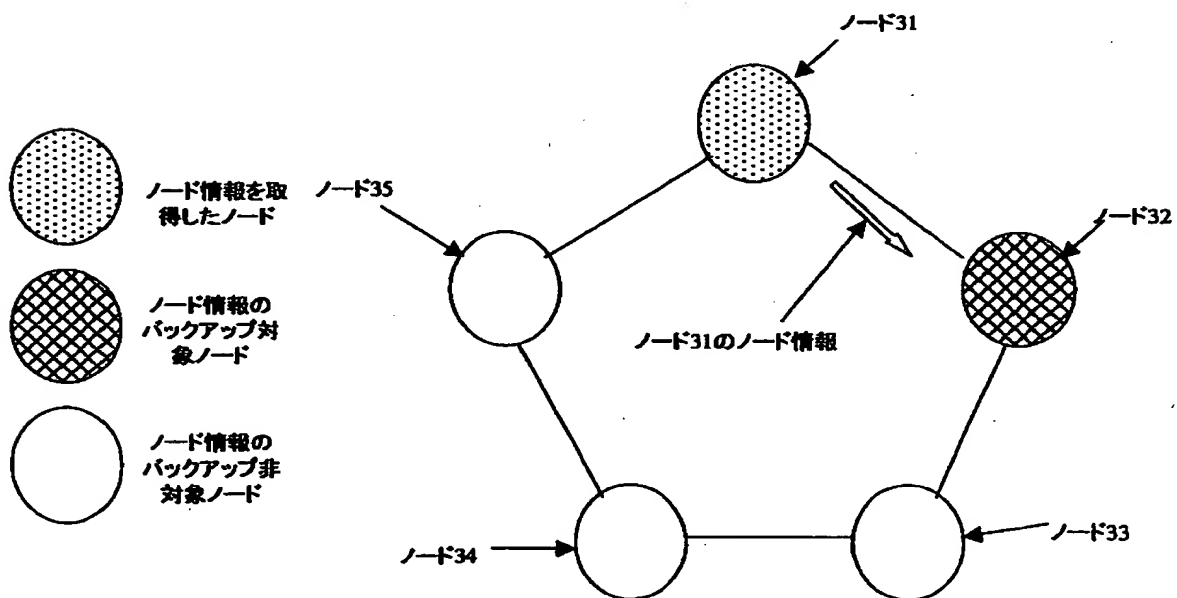 ノード31
ノード情報を取
得したノード
ノード35
ノード32
ノード情報の
バックアップ対
象ノード
ノード31のノード情報
ノード情報の
バックアップ非
対象ノード
ノード34
ノード33